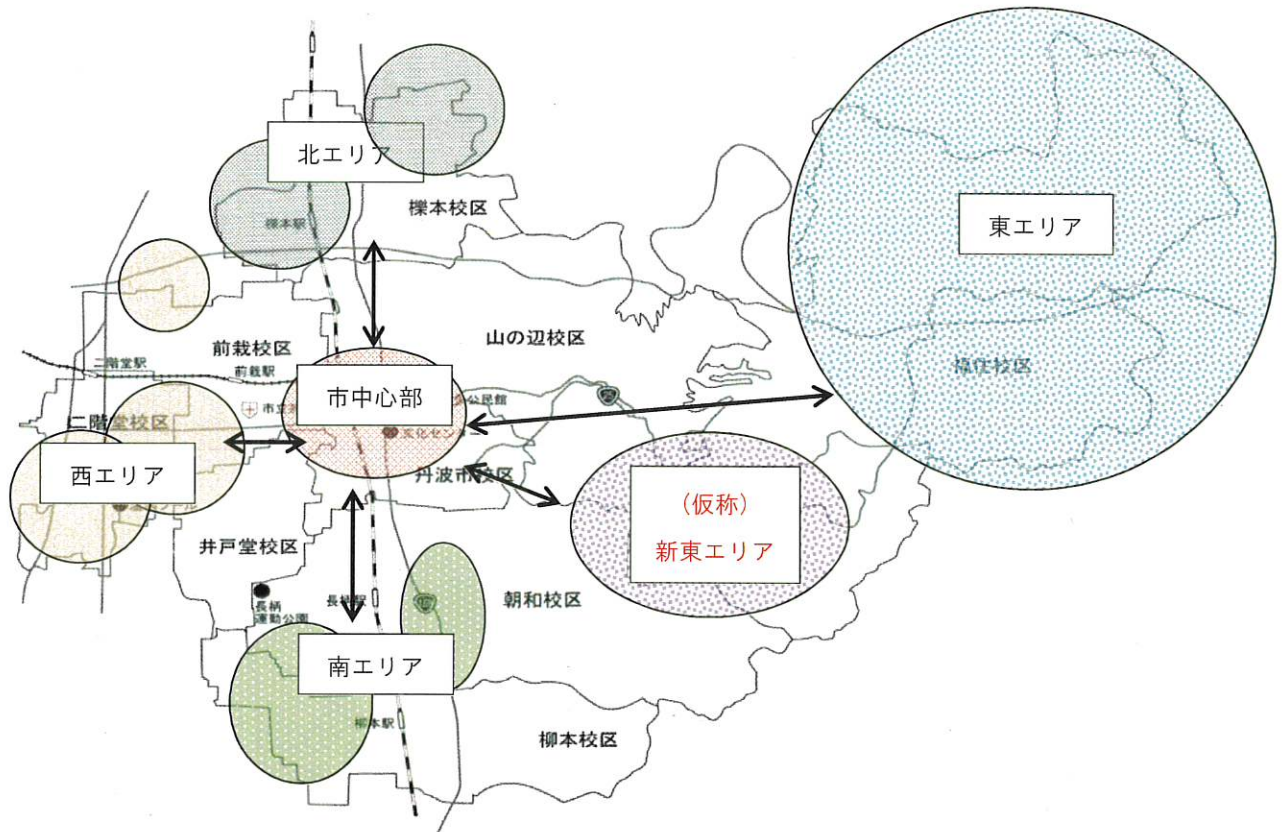 北エリア
櫟本校区
櫟本駅
東エリア
前栽校区
山の辺校区
二階堂駅
前栽駅
福住校区
市中心部
公民館
市立
二階堂校区
文化センター
西エリア
丹波市校区
（仮称）
新東エリア
井戸堂校区
長柄
運動公園
長柄駅
朝和校区
南エリア
柳本駅
柳本校区